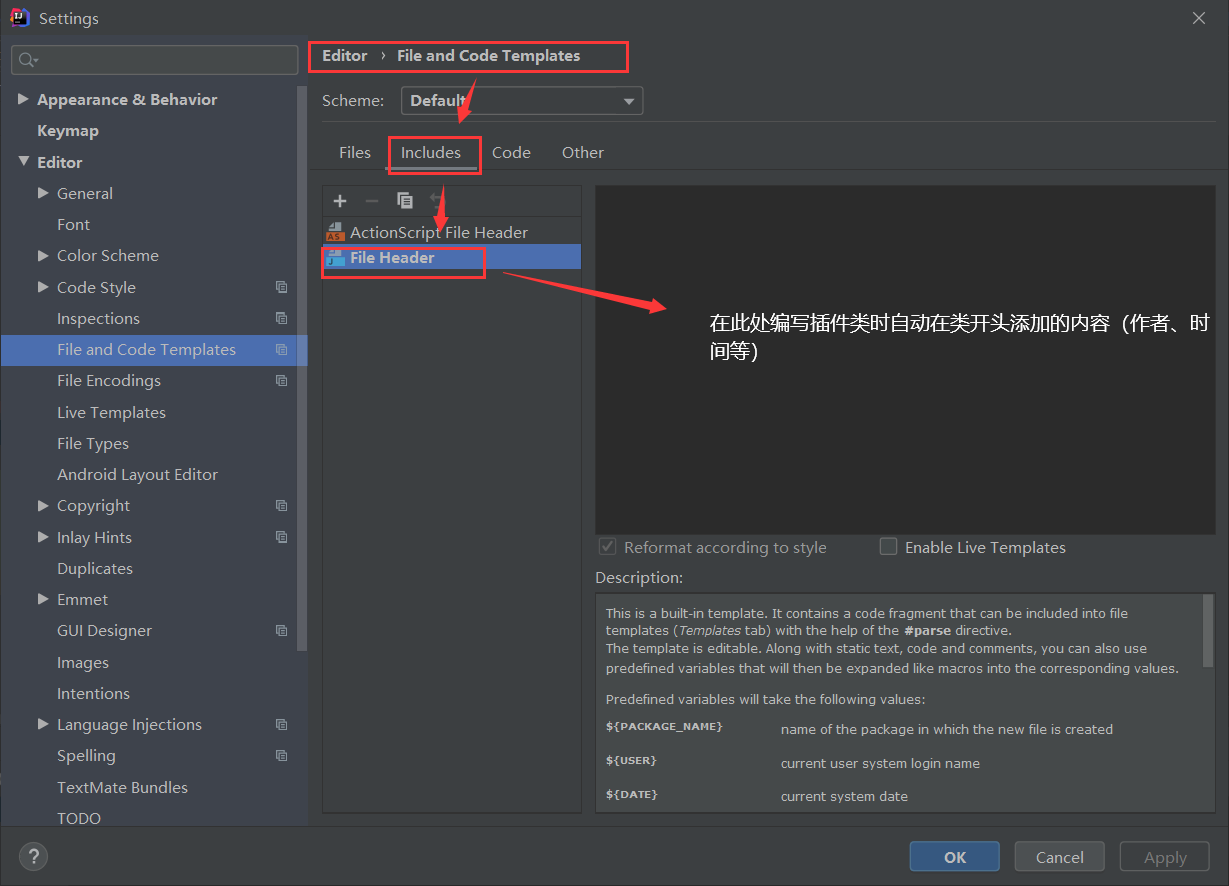 Settings
Editor › File and Code Templates
Scheme: Default
Files Includes Code Other
Appearance & Behavior
Keymap
Editor
General
Font
Color Scheme
Code Style
Inspections
File and Code Templates
File Encodings
Live Templates
File Types
Android Layout Editor
Copyright
Inlay Hints
Duplicates
Emmet
GUI Designer
Images
Intentions
Language Injections
Spelling
TextMate Bundles
TODO
ActionScript File Header
File Header
在此处编写插件类时自动在类开头添加的内容（作者、时
间等）
Reformat according to style
Enable Live Templates
Description:
This is a built-in template. It contains a code fragment that can be included into file
templates (Templates tab) with the help of the #parse directive.
The template is editable. Along with static text, code and comments, you can also use
predefined variables that will then be expanded like macros into the corresponding values.
Predefined variables will take the following values:
${PACKAGE_NAME} name of the package in which the new file is created
${USER} current user system login name
${DATE} current system date
? OK Cancel Apply